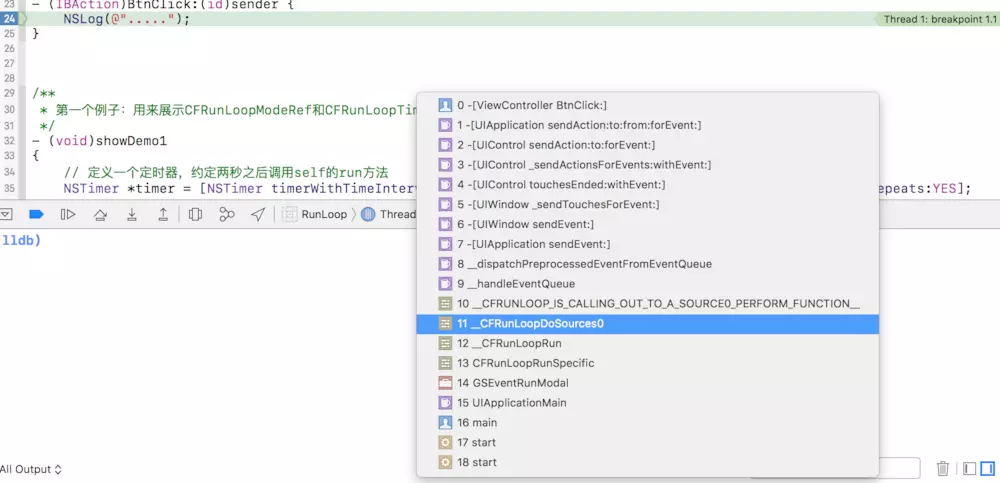 23 - (IBAction)BtnClick:(id)sender {
24 NSLog(@".....");
Thread 1: breakpoint 1.1
25 }
26
27
28
29 /**
30 * 第一个例子：用来展示CFRunLoopModeRef和CFRunLoopTim
31 */
32 - (void)showDemo1
33 {
34 // 定义一个定时器，约定两秒之后调用self的run方法
35 NSTimer *timer = [NSTimer timerWithTimeInterv
epeats:YES];
RunLoop
Thread
lldb)
0 -[ViewController BtnClick:]
1 -[UIApplication sendAction:to:from:forEvent:]
2 -[UIControl sendAction:to:forEvent:]
3 -[UIControl _sendActionsForEvents:withEvent:]
4 -[UIControl touchesEnded:withEvent:]
5 -[UIWindow _sendTouchesForEvent:]
6 -[UIWindow sendEvent:]
7 -[UIApplication sendEvent:]
8 __dispatchPreprocessedEventFromEventQueue
9 __handleEventQueue
10 __CFRUNLOOP_IS_CALLING_OUT_TO_A_SOURCE0_PERFORM_FUNCTION__
11 __CFRunLoopDoSources0
12 __CFRunLoopRun
13 CFRunLoopRunSpecific
14 GSEventRunModal
15 UIApplicationMain
16 main
17 start
18 start
All Output